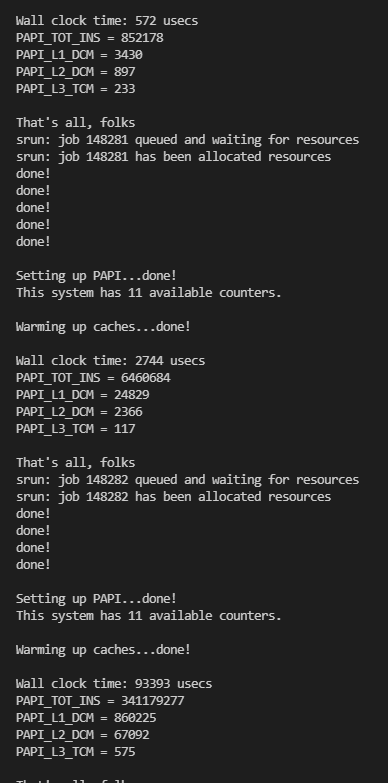 Wall clock time: 572 usecs
PAPI_TOT_INS = 852178
PAPI_L1_DCM = 3430
PAPI_L2_DCM = 897
PAPI_L3_TCM = 233
That's all, folks
srun: job 148281 queued and waiting for resources
srun: job 148281 has been allocated resources
done!
done!
done!
done!
done!
Setting up PAPI...done!
This system has 11 available counters.
Warming up caches...done!
Wall clock time: 2744 usecs
PAPI_TOT_INS = 6460684
PAPI_L1_DCM = 24829
PAPI_L2_DCM = 2366
PAPI_L3_TCM = 117
That's all, folks
srun: job 148282 queued and waiting for resources
srun: job 148282 has been allocated resources
done!
done!
done!
done!
Setting up PAPI...done!
This system has 11 available counters.
Warming up caches...done!
Wall clock time: 93393 usecs
PAPI_TOT_INS = 341179277
PAPI_L1_DCM = 860225
PAPI_L2_DCM = 67092
PAPI_L3_TCM = 575